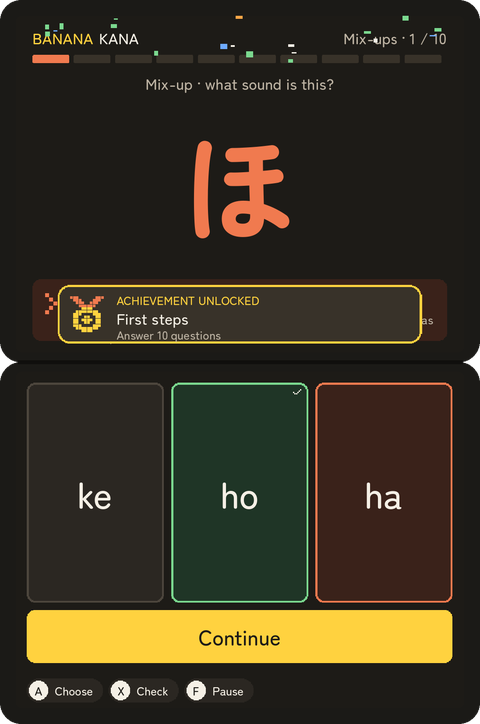 BANANA KANA
Mix-ups · 1 / 10
Mix-up · what sound is this?
ほ
ACHIEVEMENT UNLOCKED
First steps
Answer 10 questions
as
ke
ho
ha
Continue
A Choose
X Check
F Pause